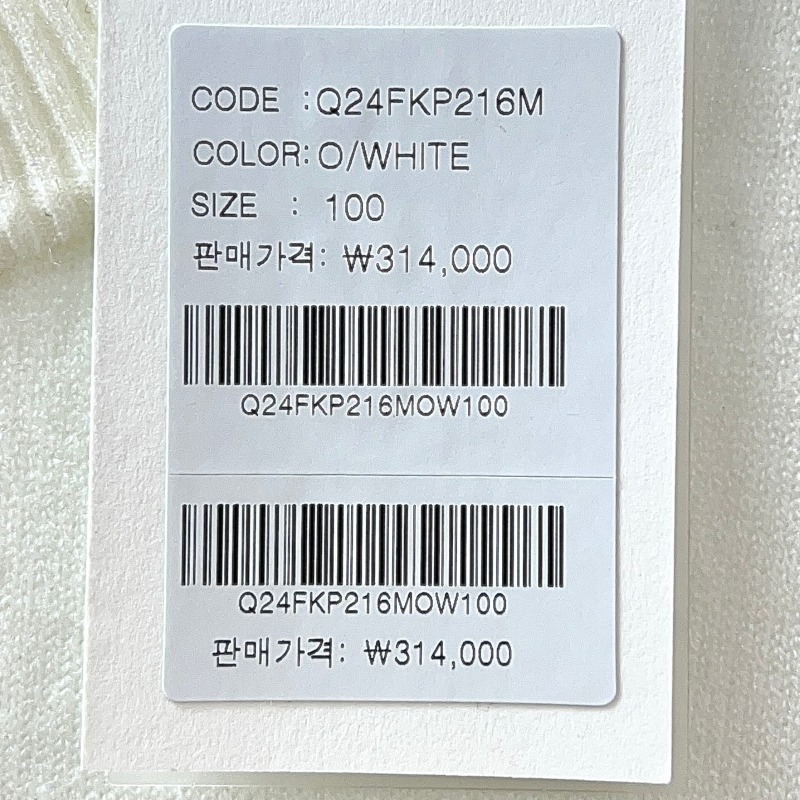 CODE :Q24FKP216M
COLOR:O/WHITE
SIZE : 100
판매가격: ₩314,000
Q24FKP216MOW100
Q24FKP216MOW100
판매가격: ₩314,000